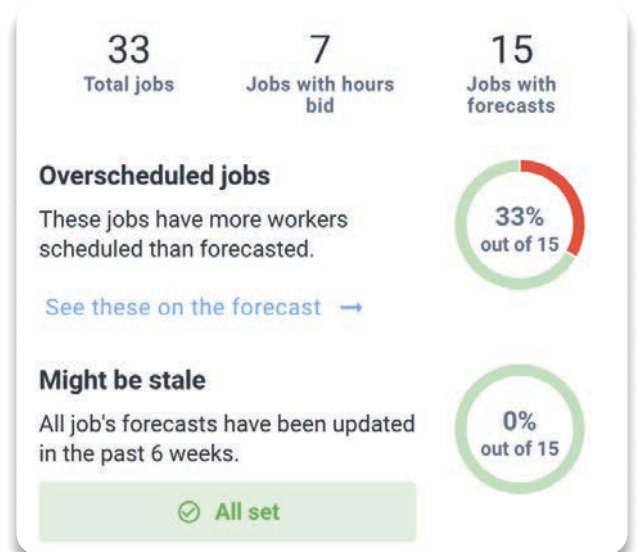 33
Total jobs
7
Jobs with hours
bid
15
Jobs with
forecasts
Overscheduled jobs
These jobs have more workers
scheduled than forecasted.
See these on the forecast →
33%
out of 15
Might be stale
All job's forecasts have been updated
in the past 6 weeks.
All set
0%
out of 15